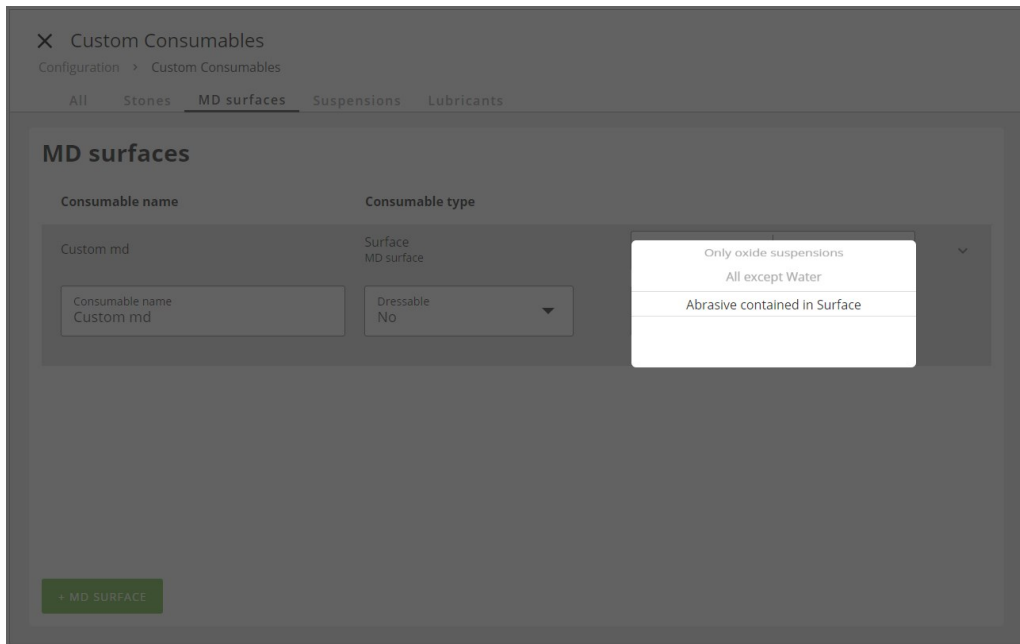 Custom Consumables
Configuration > Custom Consumables
All Stones MD surfaces Suspensions Lubricants
MD surfaces
Consumable name Consumable type
Custom md
Surface
MD surface
Only oxide suspensions
All except Water
Abrasive contained in Surface
Consumable name
Custom md
Dressable
No
+ MD SURFACE